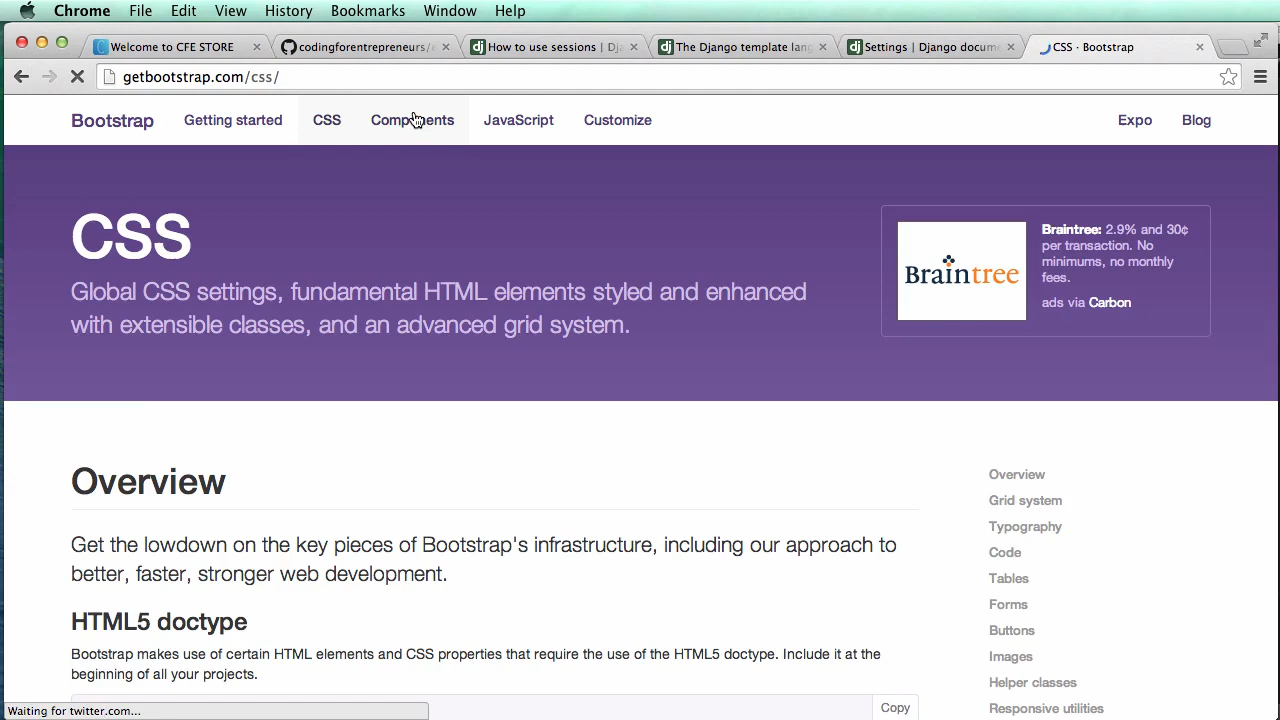 Chrome File Edit View History Bookmarks Window Help
Welcome to CFE STORE codingforentrepreneurs/ How to use sessions | Dj The Django template lang Settings | Django docume CSS · Bootstrap
getbootstrap.com/css/
Bootstrap Getting started CSS Components JavaScript Customize Expo Blog
CSS
Global CSS settings, fundamental HTML elements styled and enhanced
with extensible classes, and an advanced grid system.
Braintree
Braintree: 2.9% and 30¢
per transaction. No
minimums, no monthly
fees.
ads via Carbon
Overview
Get the lowdown on the key pieces of Bootstrap's infrastructure, including our approach to
better, faster, stronger web development.
HTML5 doctype
Bootstrap makes use of certain HTML elements and CSS properties that require the use of the HTML5 doctype. Include it at the
beginning of all your projects.
Copy
Overview
Grid system
Typography
Code
Tables
Forms
Buttons
Images
Helper classes
Responsive utilities
Waiting for twitter.com...